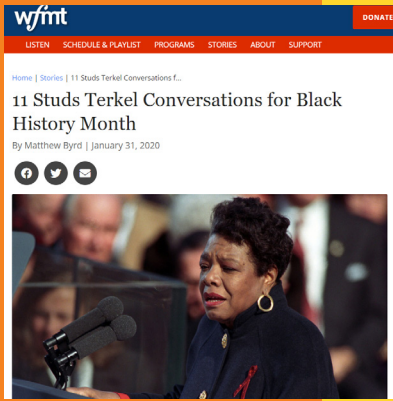 wfmt
DONATE
LISTEN SCHEDULE & PLAYLIST PROGRAMS STORIES ABOUT SUPPORT
Home | Stories | 11 Studs Terkel Conversations f...
11 Studs Terkel Conversations for Black
History Month
By Matthew Byrd | January 31, 2020